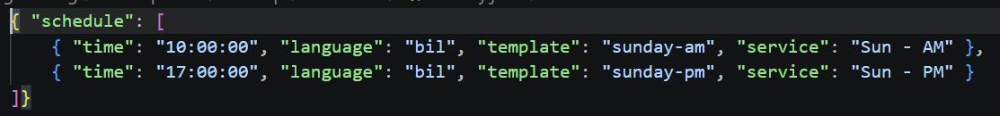 { "schedule": [
{ "time": "10:00:00", "language": "bil", "template": "sunday-am", "service": "Sun - AM" },
{ "time": "17:00:00", "language": "bil", "template": "sunday-pm", "service": "Sun - PM" }
]}